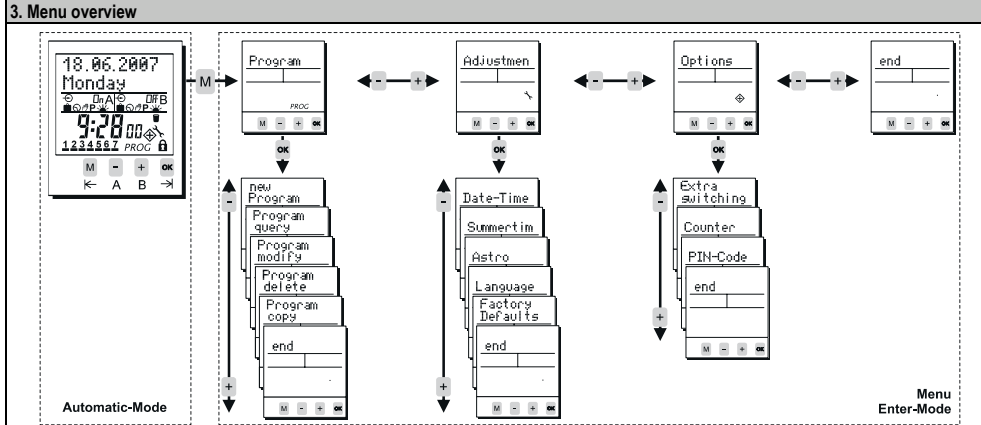 3. Menu overview
18.06.2007
Monday
On A Off B
P P
9:28 00
1234567 PROG
M - + OK
A B
Automatic-Mode
M
Program
PROG
M - + OK
- +
Adjustmen
M - + OK
- +
Options
M - + OK
- +
end
M - + OK
OK
OK
OK
-
+
new
Program
Program
query
Program
modify
Program
delete
Program
copy
end
M - + OK
-
+
Date-Time
Summertim
Astro
Language
Factory
Defaults
end
M - + OK
-
+
Extra
switching
Counter
PIN-Code
end
M - + OK
Menu
Enter-Mode